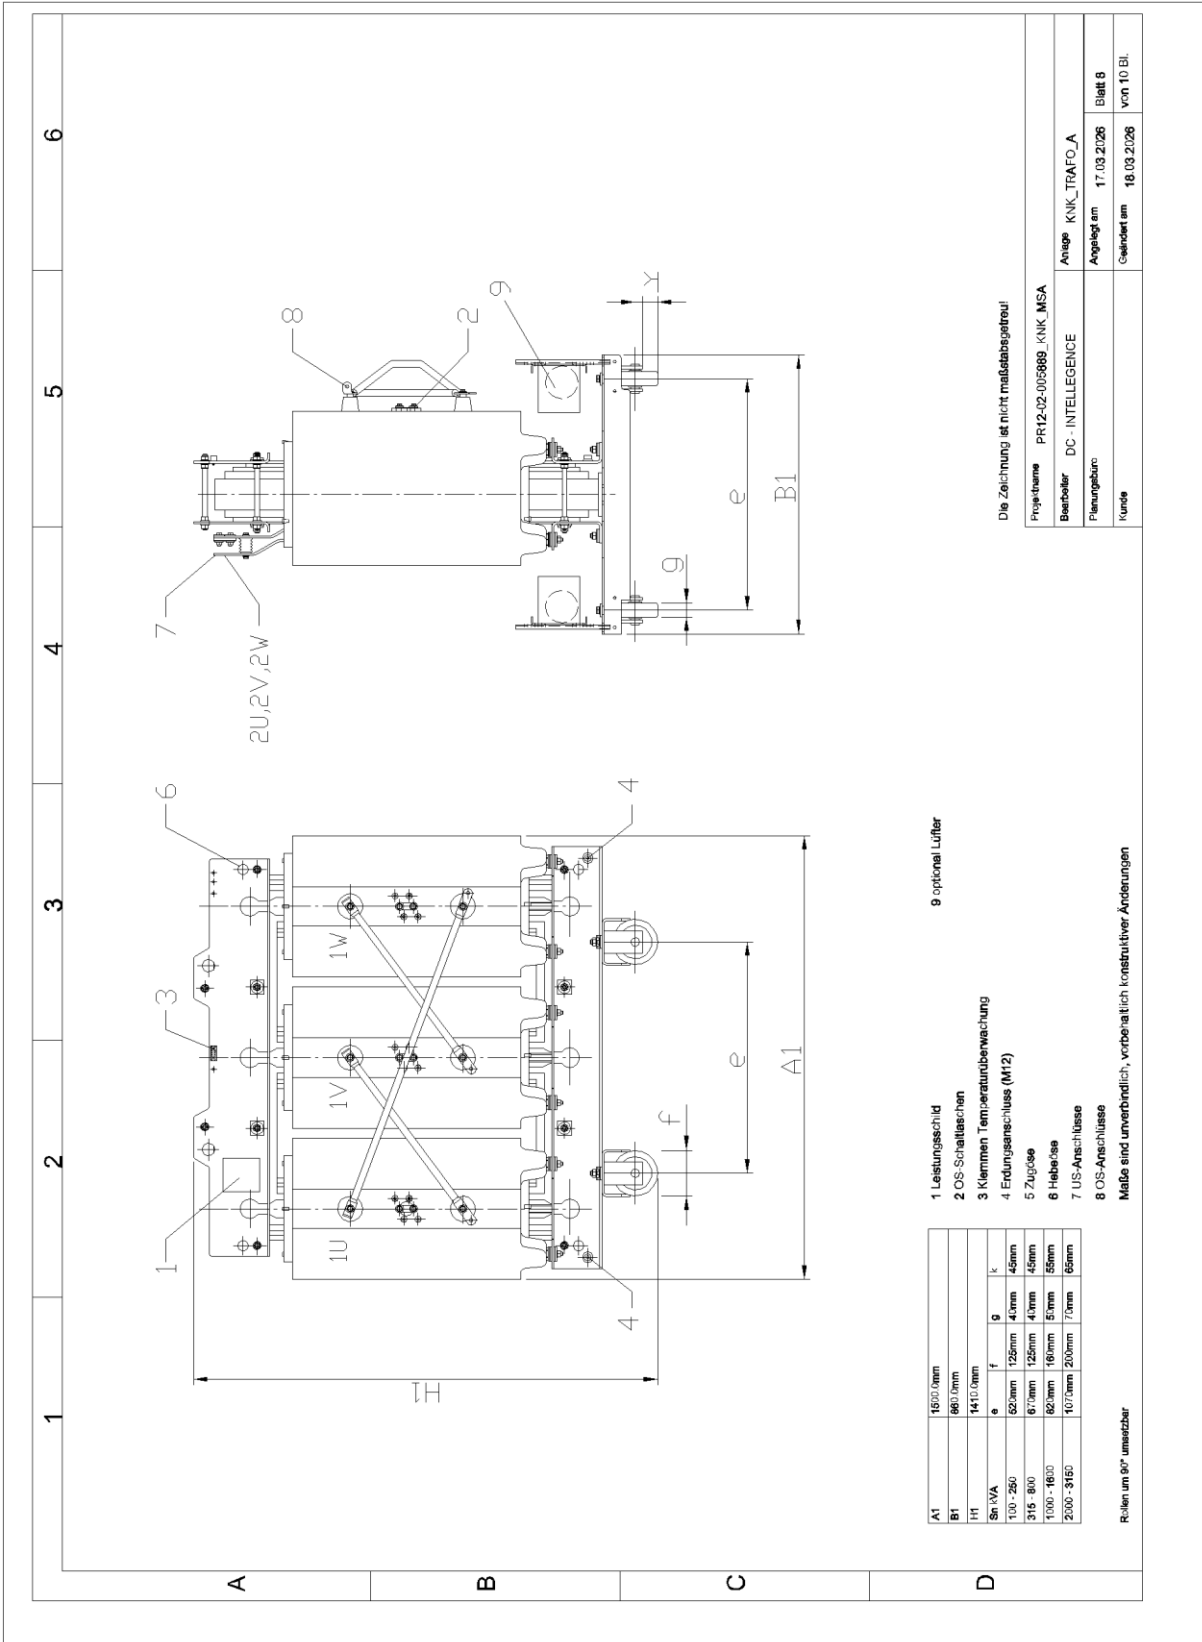 1
2
3
4
5
6
A
B
C
D
1
3
6
4
4
1U
1V
1W
H1
f
e
A1
7
2U,2V,2W
8
2
9
g
e
B1
Y
A1 1500.0mm
B1 860.0mm
H1 1410.0mm
Sn kVA e f g k
100 - 250 520mm 125mm 40mm 45mm
315 - 800 670mm 125mm 40mm 45mm
1000 - 1600 820mm 160mm 50mm 55mm
2000 - 3150 1070mm 200mm 70mm 65mm
Rollen um 90° umsetzbar
1 Leistungsschild
2 OS-Schaltlaschen
3 Klemmen Temperaturüberwachung
4 Erdungsanschluss (M12)
5 Zugöse
6 Hebeöse
7 US-Anschlüsse
8 OS-Anschlüsse
9 optional Lüfter
Maße sind unverbindlich, vorbehaltlich konstruktiver Änderungen
Die Zeichnung ist nicht maßstabsgetreu!
Projektname PR12-02-005889_KNK_MSA
Bearbeiter DC - INTELLEGENCE Anlage KNK_TRAFO_A
Planungsbüro Angelegt am 17.03.2026 Blatt 8
Kunde Geändert am 18.03.2026 von 10 Bl.